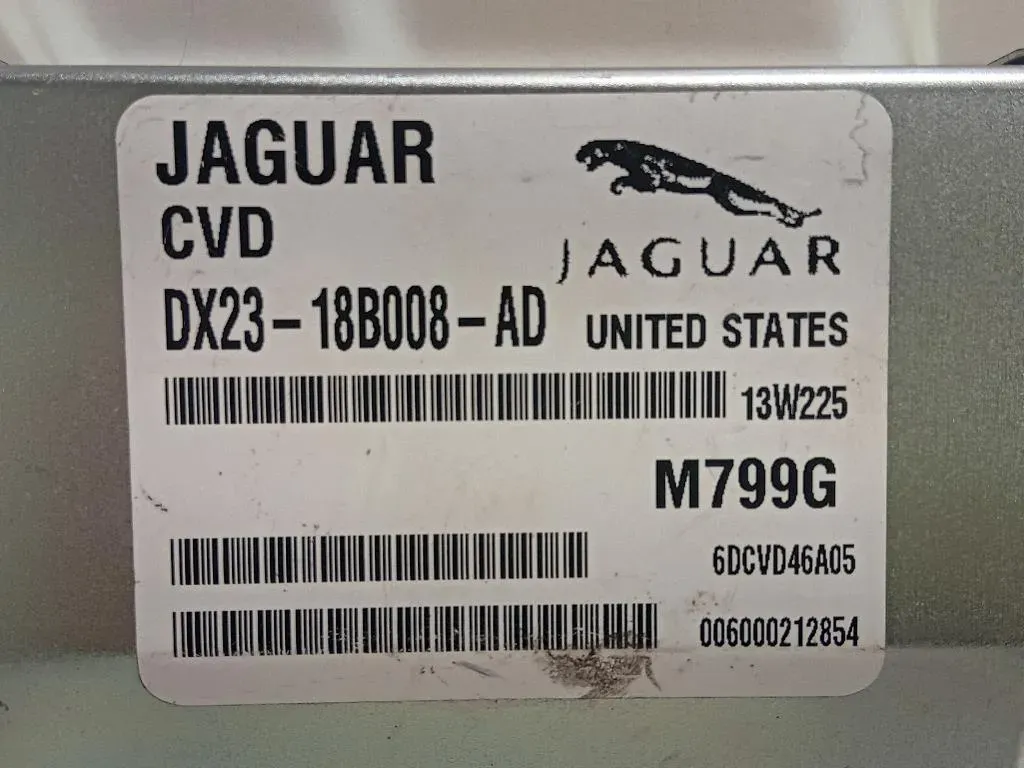 JAGUAR
CVD
JAGUAR
DX23-18B008-AD
UNITED STATES
13W225
M799G
6DCVD46A05
006000212854